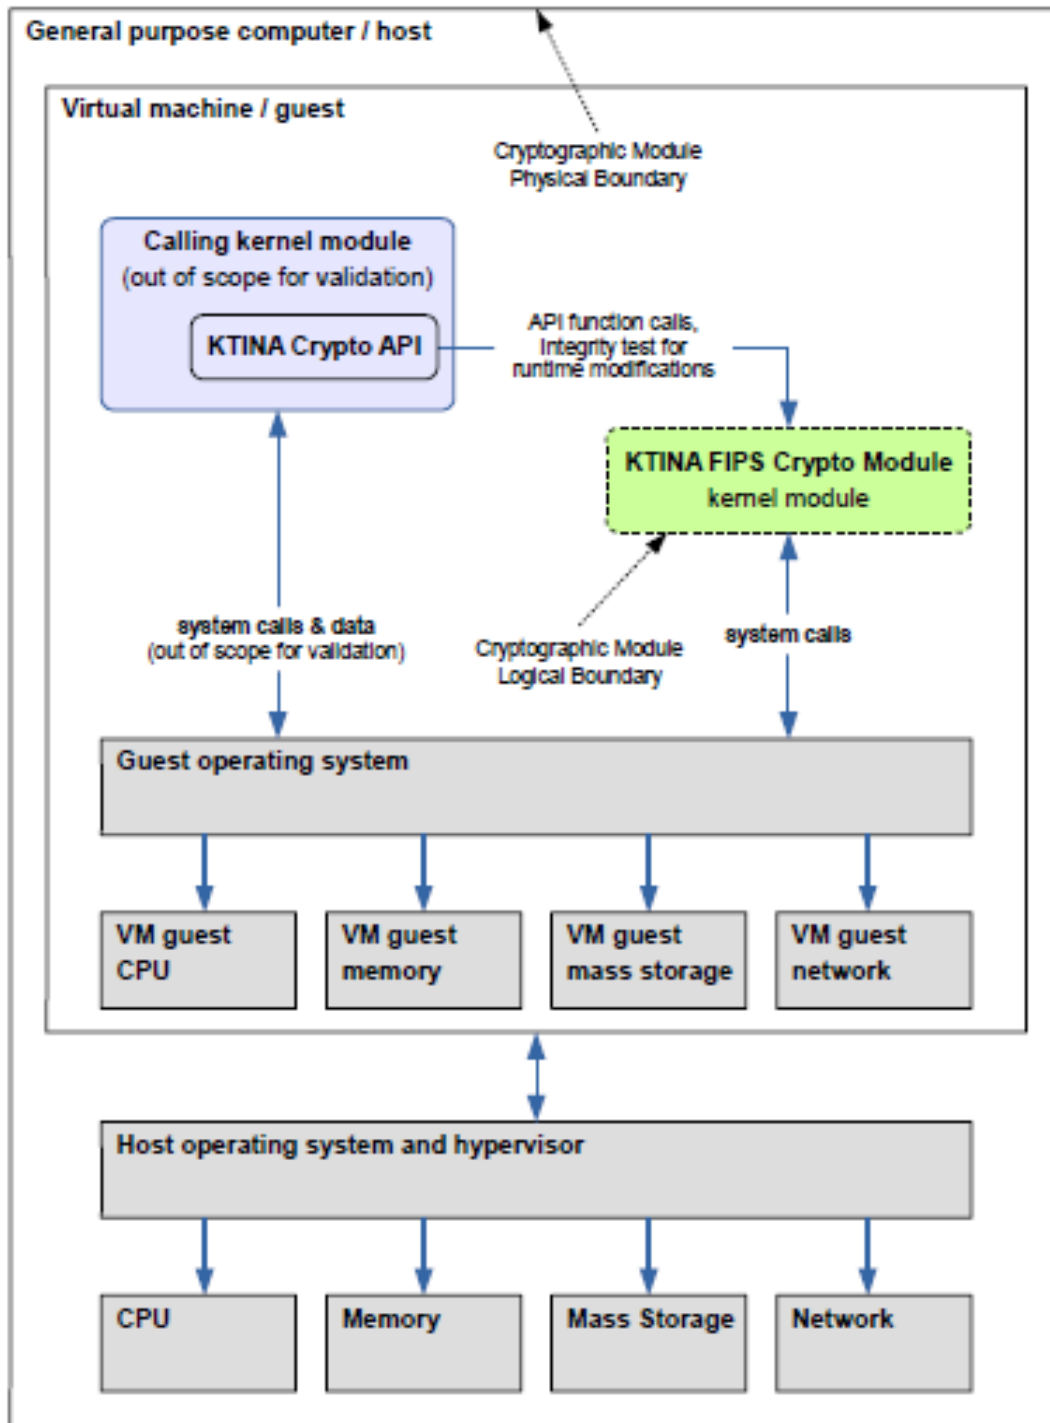 General purpose computer / host
Virtual machine / guest
Cryptographic Module
Physical Boundary
Calling kernel module
(out of scope for validation)
KTINA Crypto API
API function calls,
Integrity test for
runtime modifications
KTINA FIPS Crypto Module
kernel module
system calls & data
(out of scope for validation)
Cryptographic Module
Logical Boundary
system calls
Guest operating system
VM guest
CPU
VM guest
memory
VM guest
mass storage
VM guest
network
Host operating system and hypervisor
CPU
Memory
Mass Storage
Network